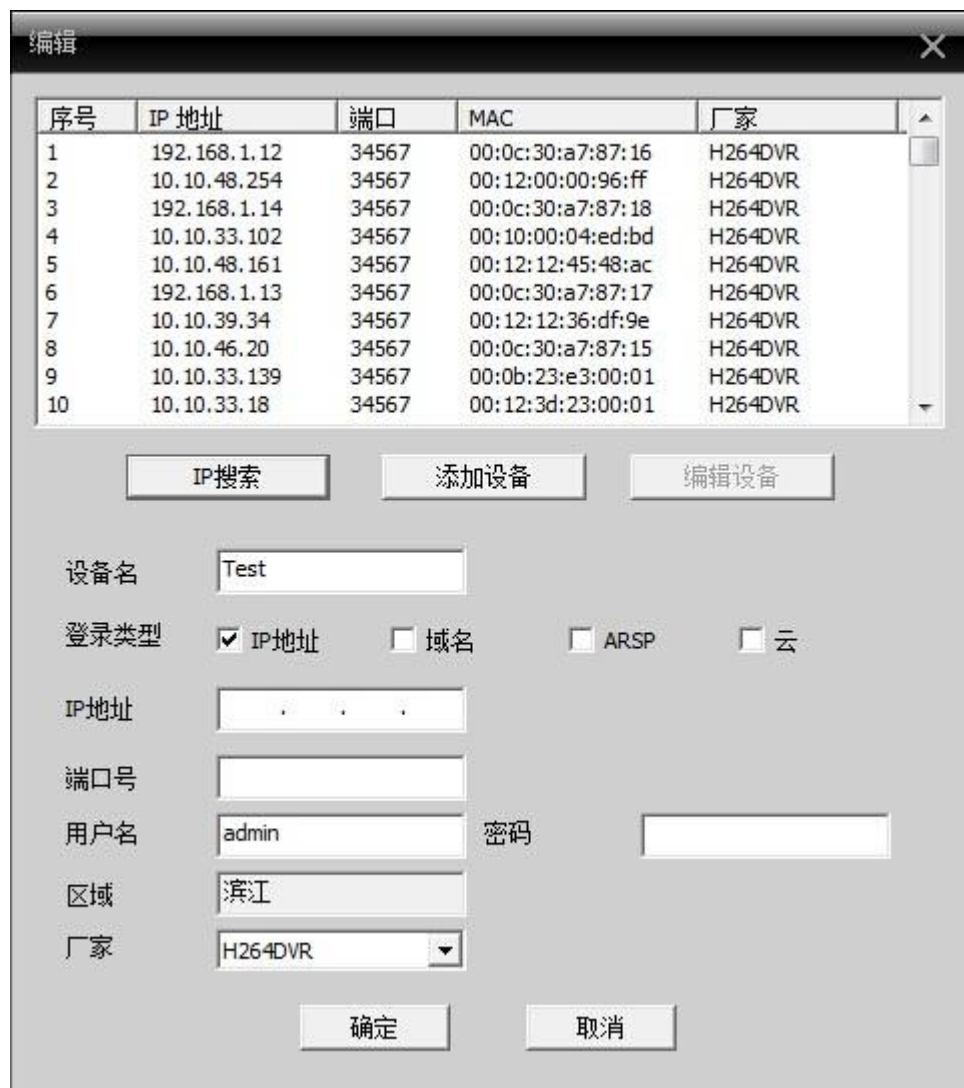 编辑
序号 IP 地址 端口 MAC 厂家
1 192.168.1.12 34567 00:0c:30:a7:87:16 H264DVR
2 10.10.48.254 34567 00:12:00:00:96:ff H264DVR
3 192.168.1.14 34567 00:0c:30:a7:87:18 H264DVR
4 10.10.33.102 34567 00:10:00:04:ed:bd H264DVR
5 10.10.48.161 34567 00:12:12:45:48:ac H264DVR
6 192.168.1.13 34567 00:0c:30:a7:87:17 H264DVR
7 10.10.39.34 34567 00:12:12:36:df:9e H264DVR
8 10.10.46.20 34567 00:0c:30:a7:87:15 H264DVR
9 10.10.33.139 34567 00:0b:23:e3:00:01 H264DVR
10 10.10.33.18 34567 00:12:3d:23:00:01 H264DVR
IP搜索 添加设备 编辑设备
设备名 Test
登录类型 IP地址 域名 ARSP 云
IP地址 . . .
端口号
用户名 admin 密码
区域 滨江
厂家 H264DVR
确定 取消